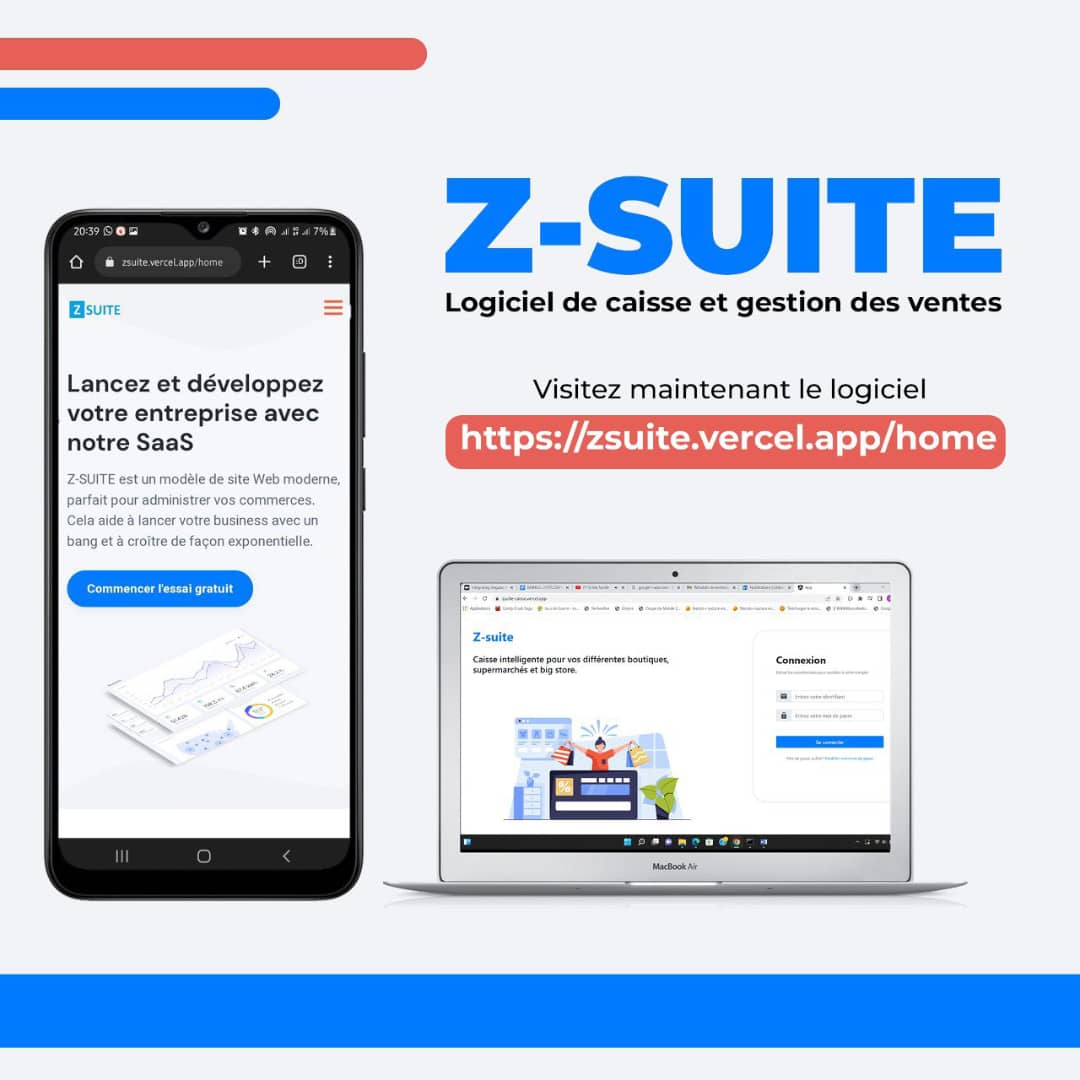 Z-SUITE
Logiciel de caisse et gestion des ventes
Visitez maintenant le logiciel
https://zsuite.vercel.app/home
20:39
7%
zsuite.vercel.app/home
:D
Z SUITE
Lancez et développez
votre entreprise avec
notre SaaS
Z-SUITE est un modèle de site Web moderne,
parfait pour administrer vos commerces.
Cela aide à lancer votre business avec un
bang et à croître de façon exponentielle.
Commencer l'essai gratuit
Z-suite
Caisse intelligente pour vos différentes boutiques,
supermarchés et big store.
Connexion
Entrez votre identifiant
Entrez votre mot de passe
Se connecter
MacBook Air